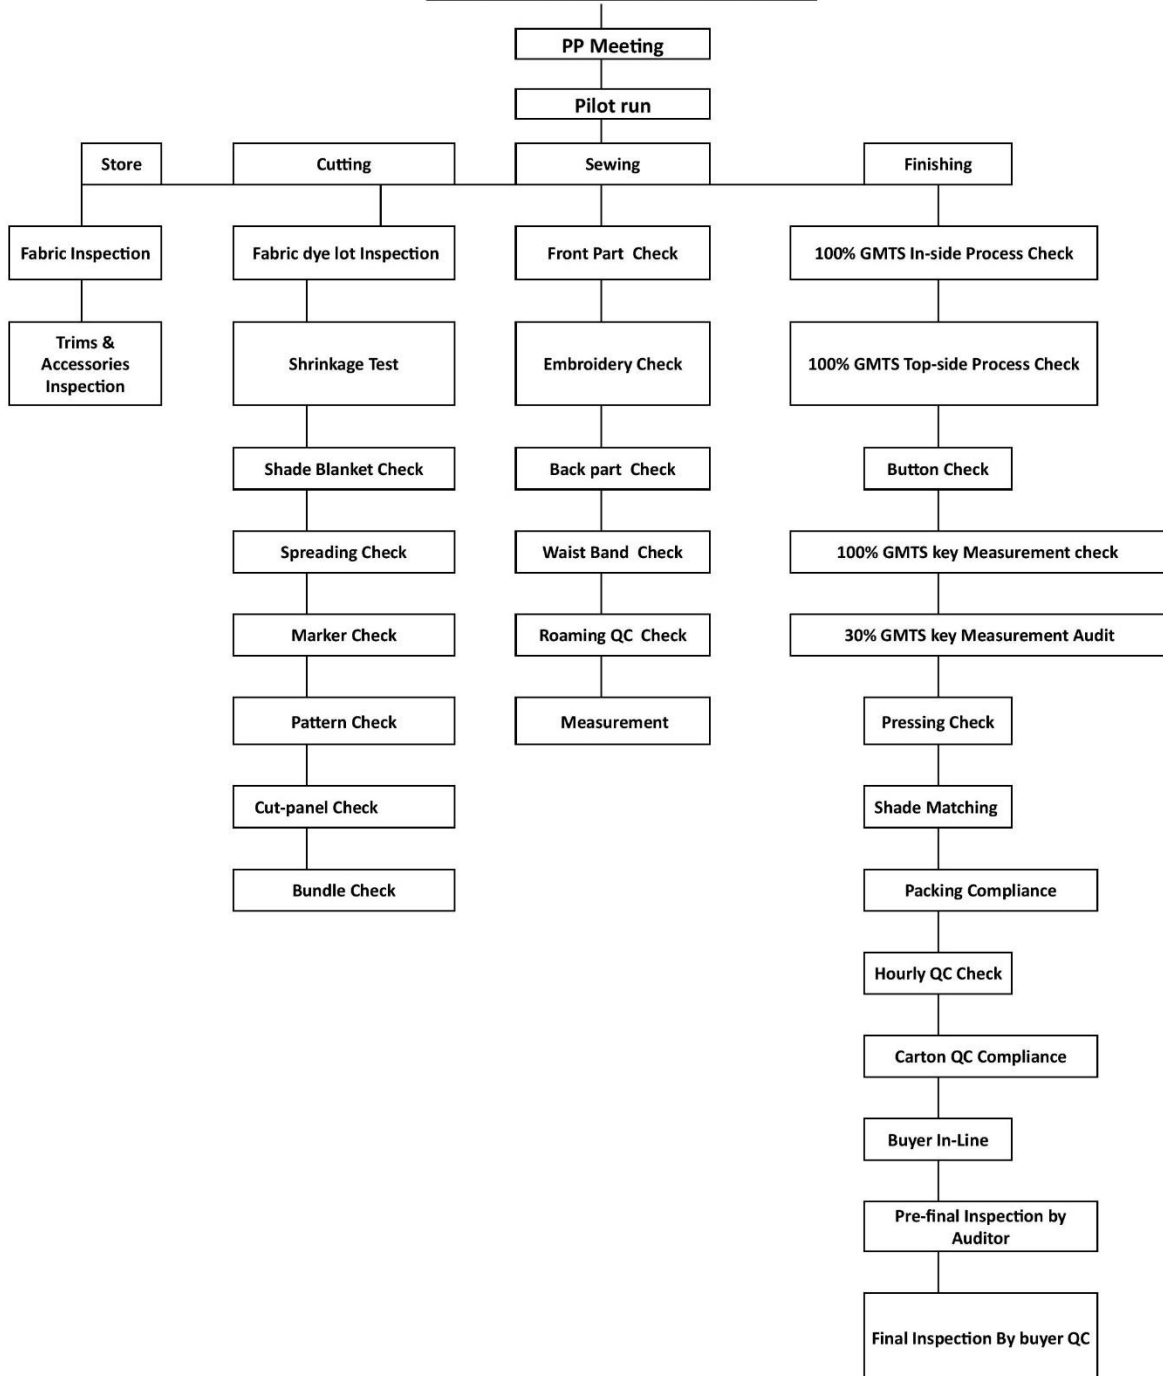 PP Meeting
Pilot run
Store
Cutting
Sewing
Finishing
Fabric Inspection
Fabric dye lot Inspection
Front Part Check
100% GMTS In-side Process Check
Trims &
Accessories
Inspection
Shrinkage Test
Embroidery Check
100% GMTS Top-side Process Check
Shade Blanket Check
Back part Check
Button Check
Spreading Check
Waist Band Check
100% GMTS key Measurement check
Marker Check
Roaming QC Check
30% GMTS key Measurement Audit
Pattern Check
Measurement
Pressing Check
Cut-panel Check
Shade Matching
Bundle Check
Packing Compliance
Hourly QC Check
Carton QC Compliance
Buyer In-Line
Pre-final Inspection by
Auditor
Final Inspection By buyer QC